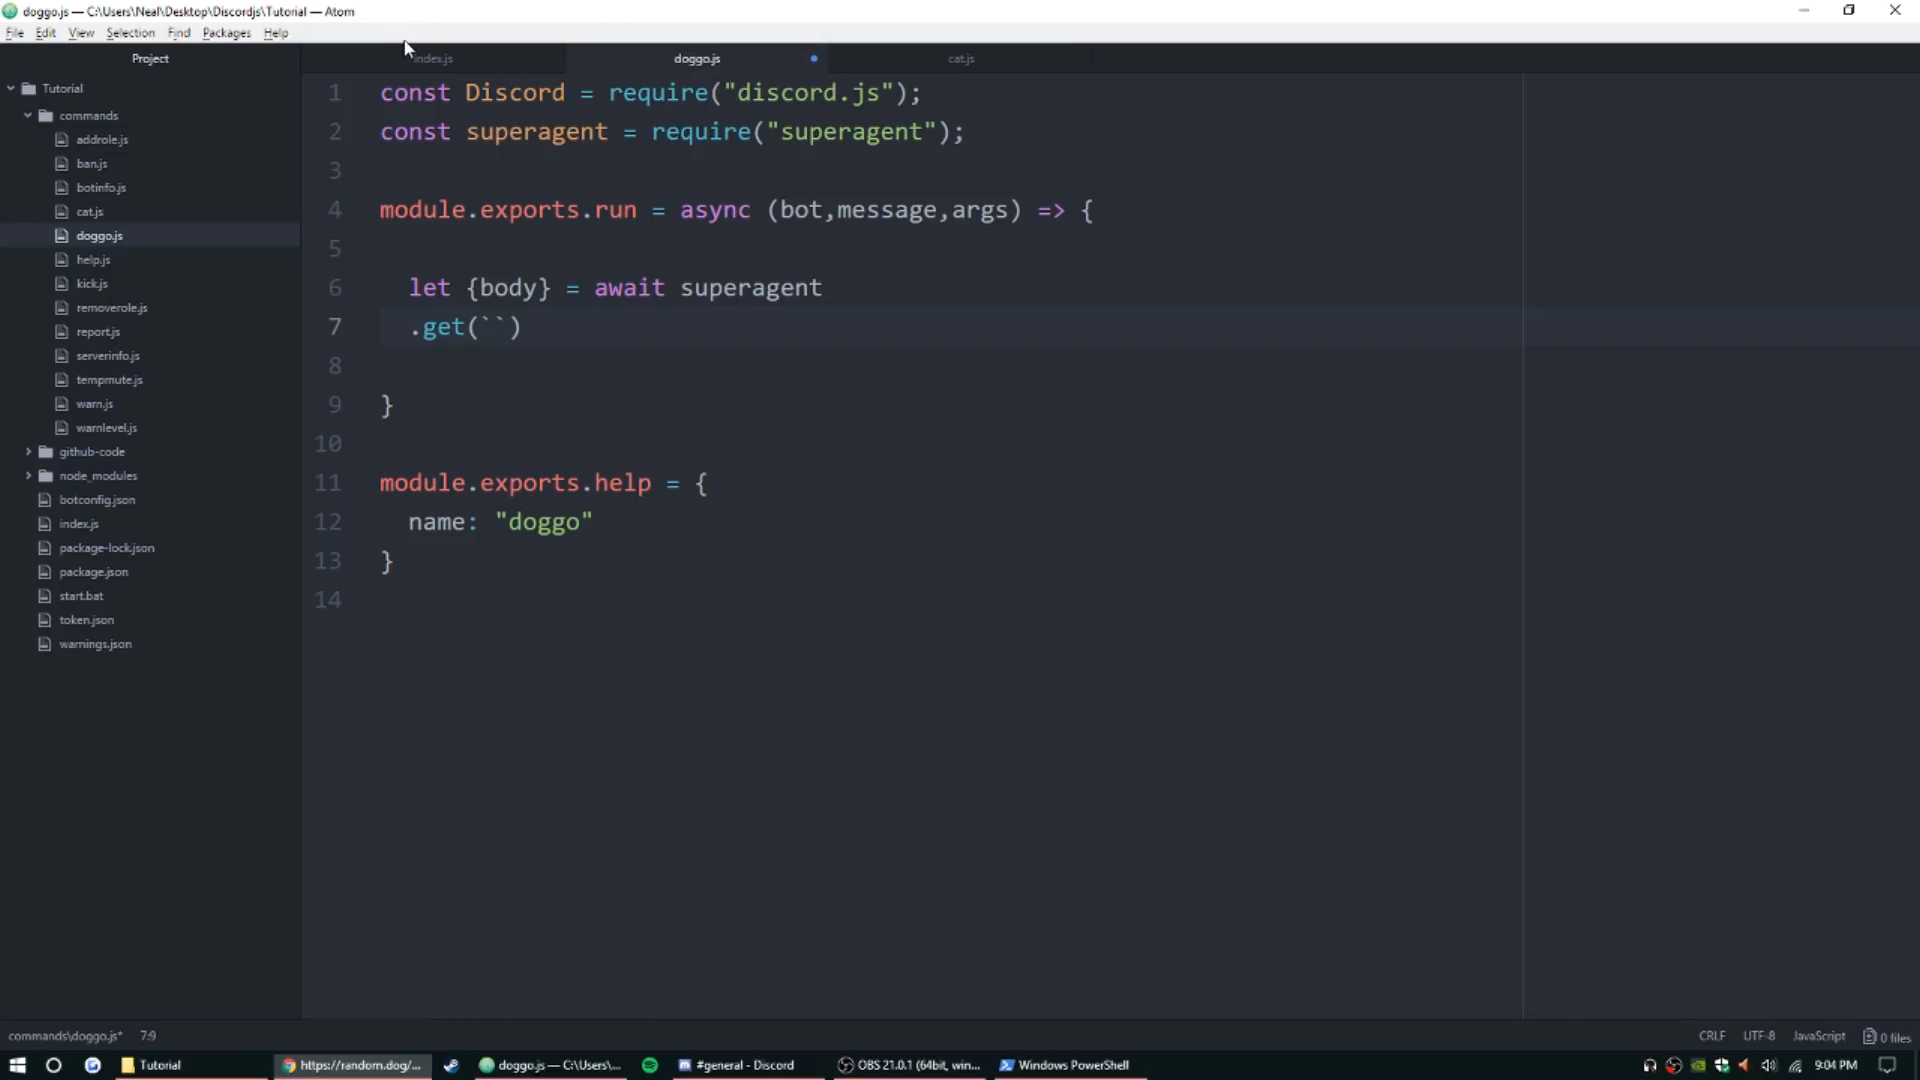 doggo.js — C:\Users\Neal\Desktop\Discordjs\Tutorial — Atom
File Edit View Selection Find Packages Help
Project
index.js doggo.js cat.js
Tutorial
commands
addrole.js
ban.js
botinfo.js
cat.js
doggo.js
help.js
kick.js
removerole.js
report.js
serverinfo.js
tempmute.js
warn.js
warnlevel.js
github-code
node_modules
botconfig.json
index.js
package-lock.json
package.json
start.bat
token.json
warnings.json
1 const Discord = require("discord.js");
2 const superagent = require("superagent");
3
4 module.exports.run = async (bot,message,args) => {
5
6 let {body} = await superagent
7 .get(``)
8
9 }
10
11 module.exports.help = {
12 name: "doggo"
13 }
14
commands\doggo.js* 7:9 CRLF UTF-8 JavaScript 0 files
Tutorial https://random.dog/... doggo.js — C:\Users\... #general - Discord OBS 21.0.1 (64bit, win... Windows PowerShell 9:04 PM